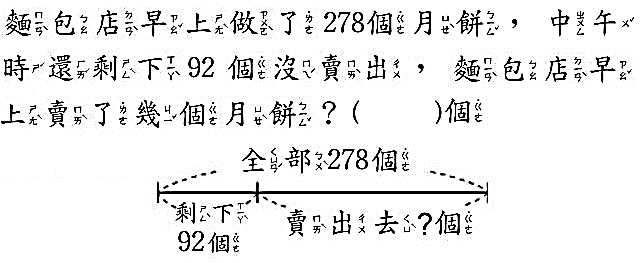 麵包店早上做了278個月餅，中午
時還剩下92個沒賣出，麵包店早
上賣了幾個月餅？(　　)個
全部278個
剩下 賣出去?個
92個